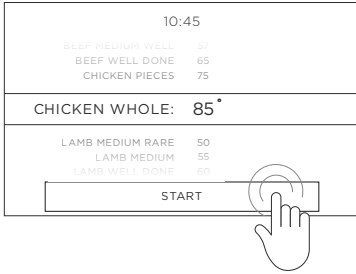 10:45
BEEF MEDIUM WELL 57
BEEF WELL DONE 65
CHICKEN PIECES 75
CHICKEN WHOLE: 85°
LAMB MEDIUM RARE 50
LAMB MEDIUM 55
LAMB WELL DONE 60
START